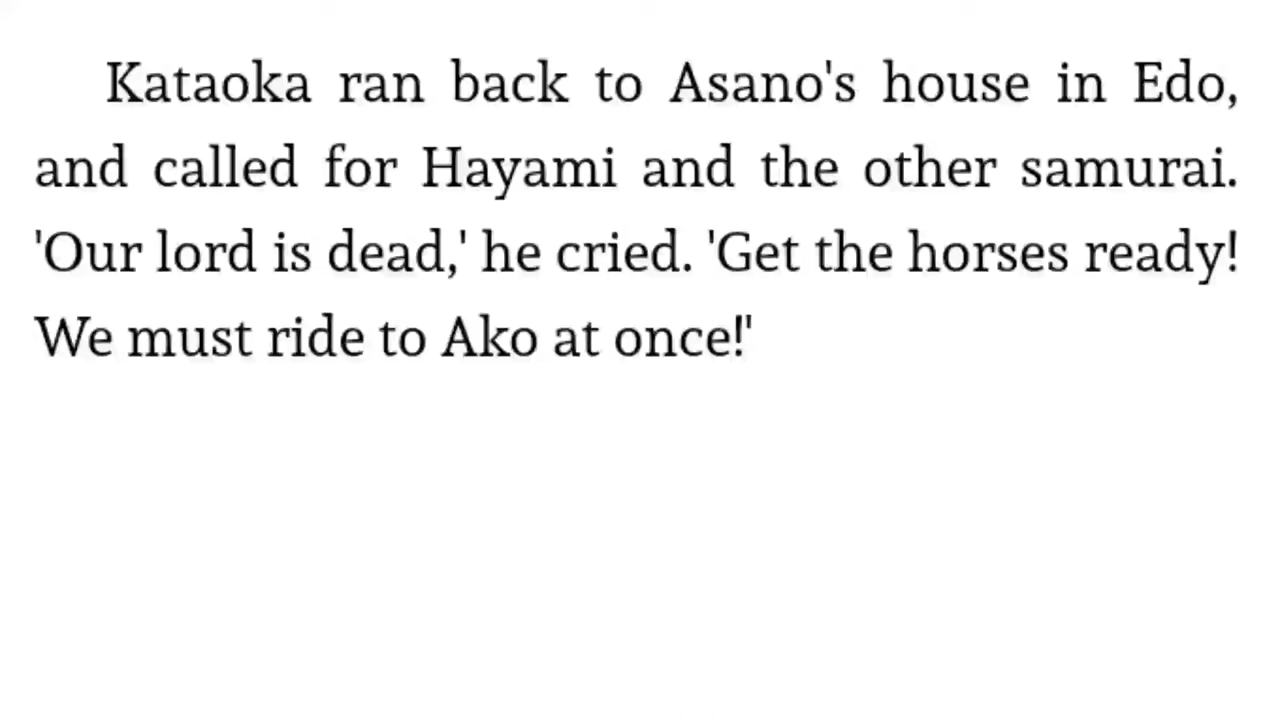 Kataoka ran back to Asano's house in Edo,
and called for Hayami and the other samurai.
'Our lord is dead,' he cried. 'Get the horses ready!
We must ride to Ako at once!'